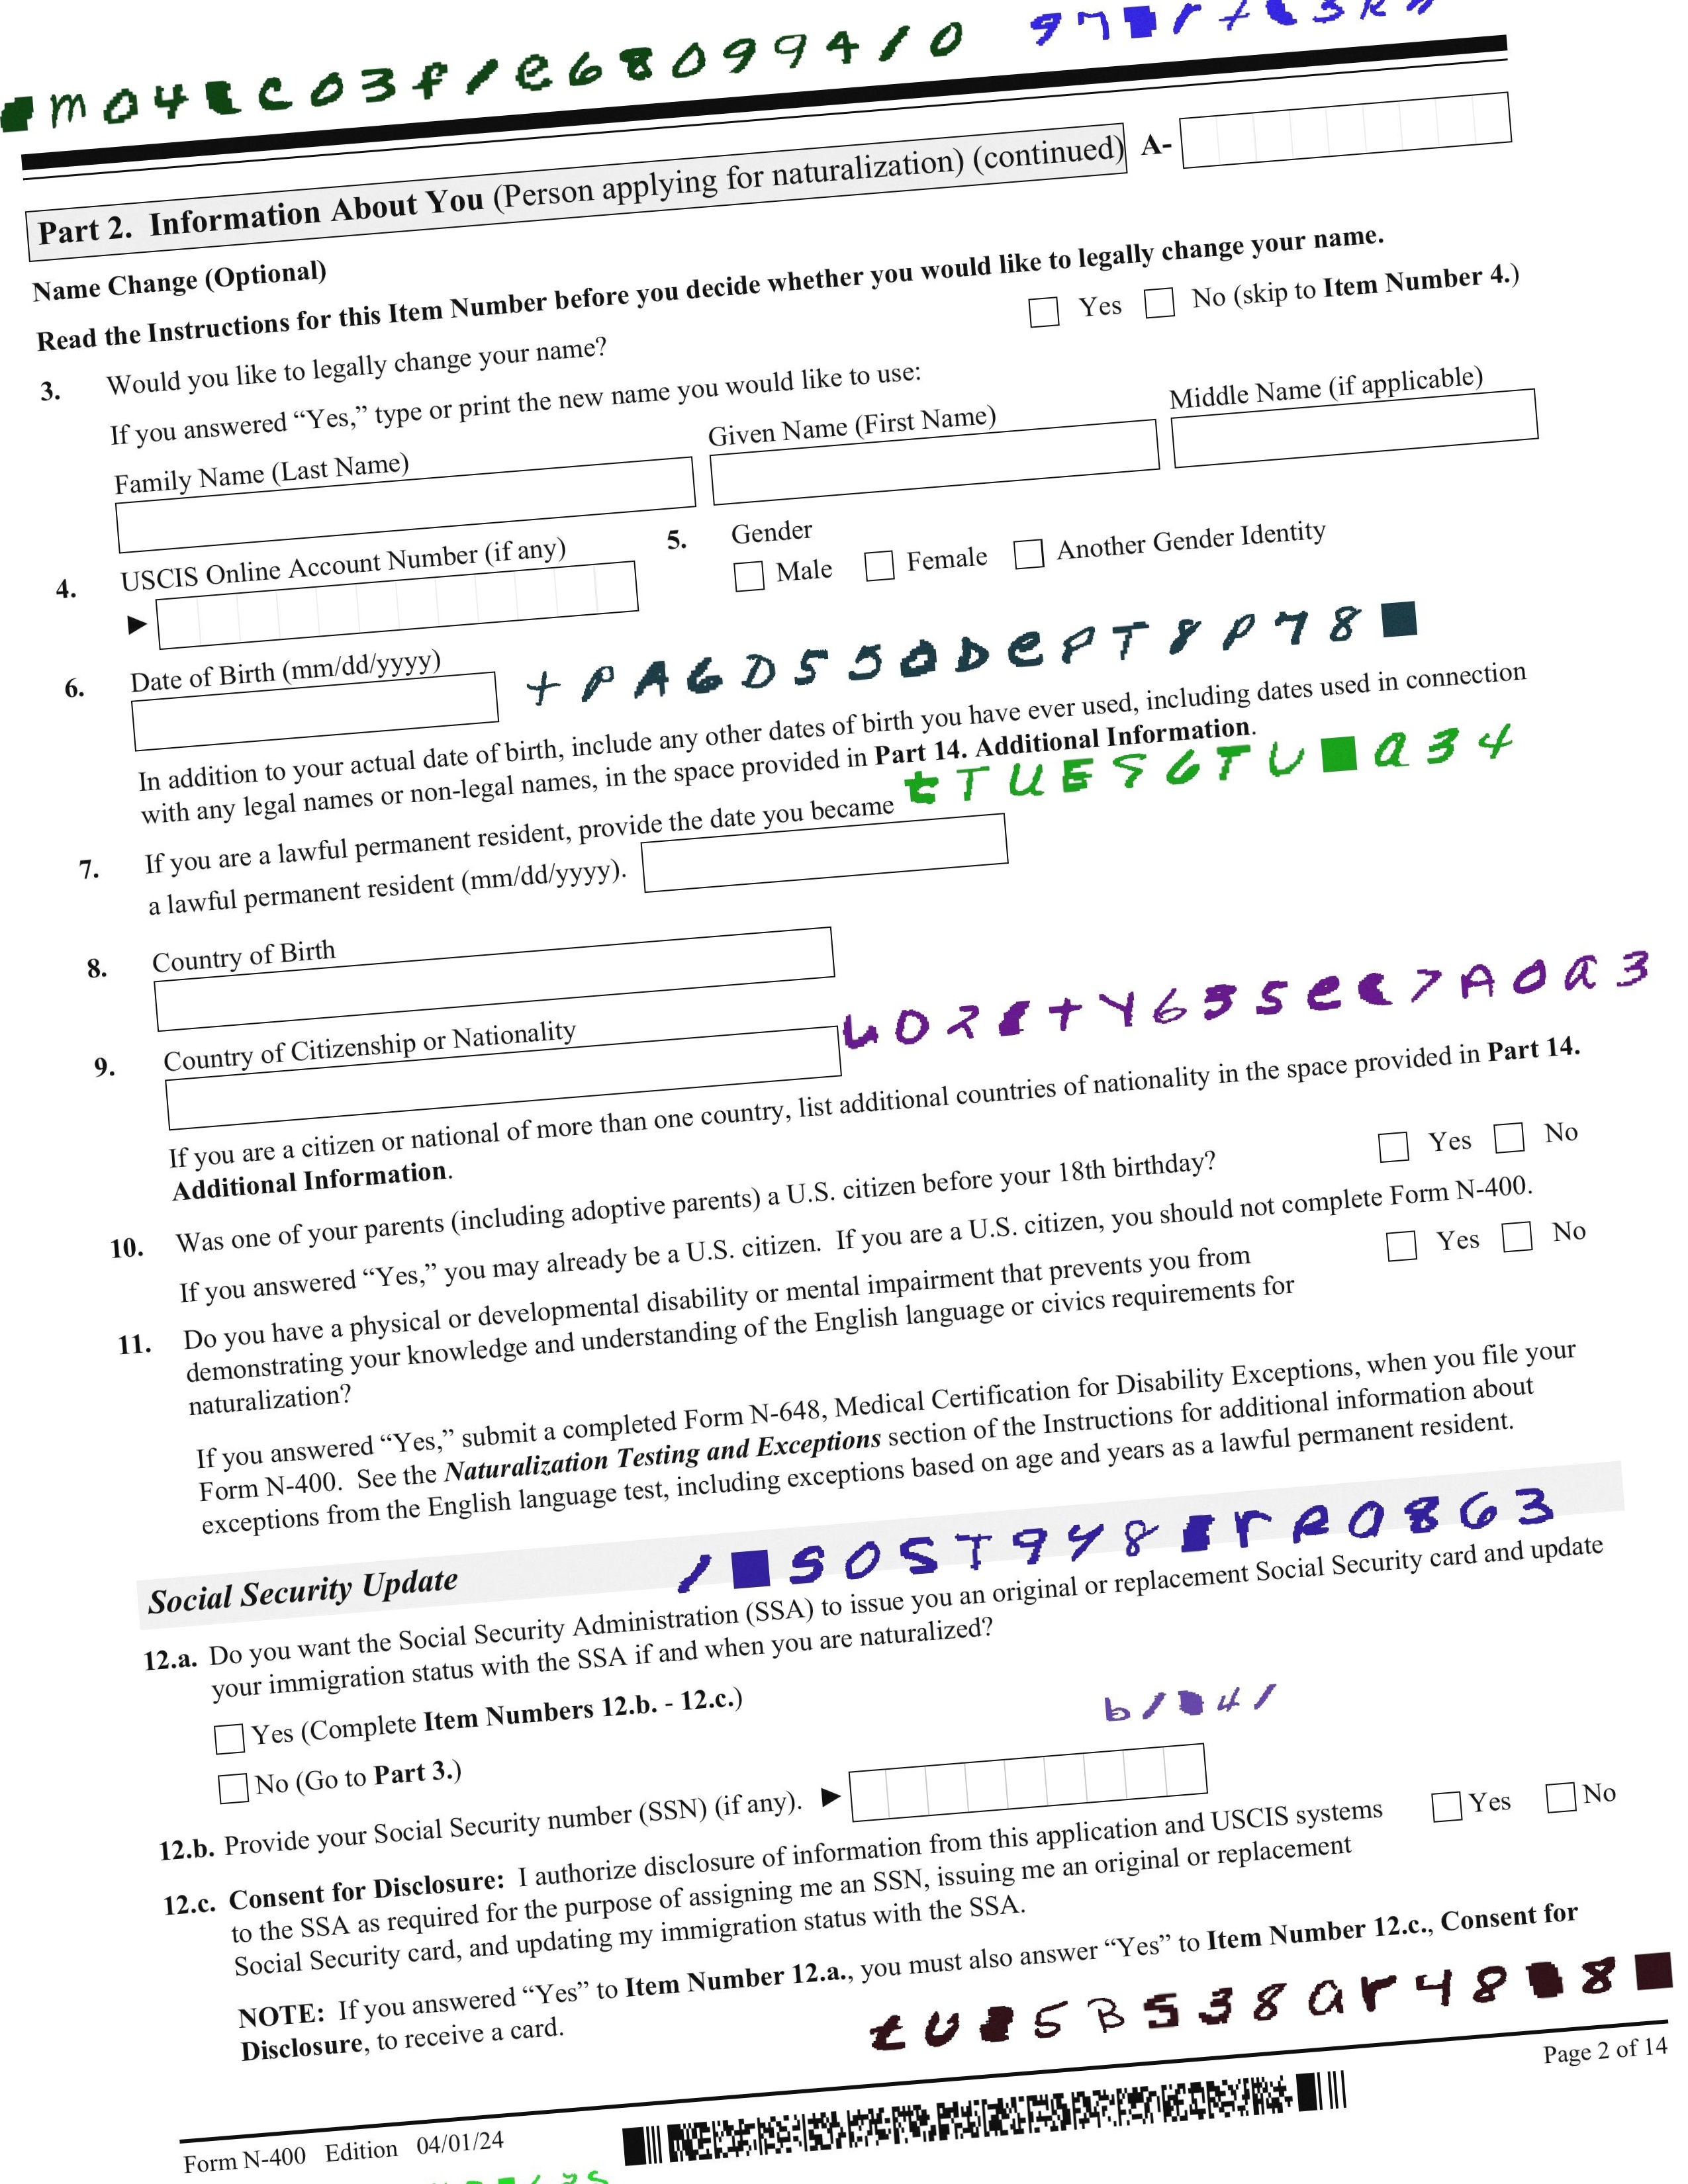 Part 2. Information About You (Person applying for naturalization) (continued) A-
Name Change (Optional)
Read the Instructions for this Item Number before you decide whether you would like to legally change your name.
3. Would you like to legally change your name? Yes No (skip to Item Number 4.)
If you answered “Yes,” type or print the new name you would like to use:
Family Name (Last Name) Given Name (First Name) Middle Name (if applicable)
4. USCIS Online Account Number (if any) 5. Gender
Male Female Another Gender Identity
6. Date of Birth (mm/dd/yyyy)
In addition to your actual date of birth, include any other dates of birth you have ever used, including dates used in connection
with any legal names or non-legal names, in the space provided in Part 14. Additional Information.
7. If you are a lawful permanent resident, provide the date you became
a lawful permanent resident (mm/dd/yyyy).
8. Country of Birth
9. Country of Citizenship or Nationality
If you are a citizen or national of more than one country, list additional countries of nationality in the space provided in Part 14.
Additional Information.
10. Was one of your parents (including adoptive parents) a U.S. citizen before your 18th birthday? Yes No
If you answered “Yes,” you may already be a U.S. citizen. If you are a U.S. citizen, you should not complete Form N-400.
11. Do you have a physical or developmental disability or mental impairment that prevents you from Yes No
demonstrating your knowledge and understanding of the English language or civics requirements for
naturalization?
If you answered “Yes,” submit a completed Form N-648, Medical Certification for Disability Exceptions, when you file your
Form N-400. See the Naturalization Testing and Exceptions section of the Instructions for additional information about
exceptions from the English language test, including exceptions based on age and years as a lawful permanent resident.
Social Security Update
12.a. Do you want the Social Security Administration (SSA) to issue you an original or replacement Social Security card and update
your immigration status with the SSA if and when you are naturalized?
Yes (Complete Item Numbers 12.b. - 12.c.)
No (Go to Part 3.)
12.b. Provide your Social Security number (SSN) (if any).
12.c. Consent for Disclosure: I authorize disclosure of information from this application and USCIS systems Yes No
to the SSA as required for the purpose of assigning me an SSN, issuing me an original or replacement
Social Security card, and updating my immigration status with the SSA.
NOTE: If you answered “Yes” to Item Number 12.a., you must also answer “Yes” to Item Number 12.c., Consent for
Disclosure, to receive a card.
Form N-400 Edition 04/01/24 Page 2 of 14